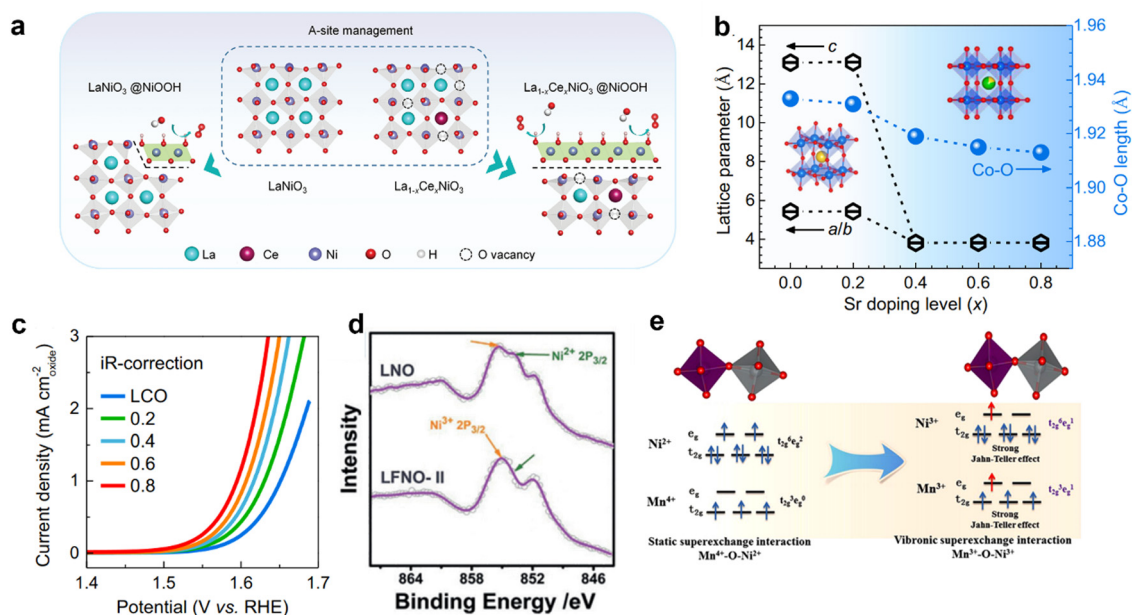 a
A-site management
LaNiO₃ @NiOOH
La₁₋ₓCeₓNiO₃ @NiOOH
LaNiO₃
La₁₋ₓCeₓNiO₃
La Ce Ni O H O vacancy
b
Lattice parameter (Å)
14
12
10
8
6
4
c
a/b
Co-O
1.96
1.94
1.92
1.90
1.88
Co-O length (Å)
0.0 0.2 0.4 0.6 0.8
Sr doping level (x)
c
Current density (mA cm⁻²oxide)
3
2
1
0
iR-correction
LCO
0.2
0.4
0.6
0.8
1.4 1.5 1.6 1.7
Potential (V vs. RHE)
d
Intensity
LNO
Ni²⁺ 2P₃/₂
Ni³⁺ 2P₃/₂
LFNO- II
864 858 852 846
Binding Energy /eV
e
Ni²⁺
eg
t₂g
t₂g⁶eg²
Mn⁴⁺
eg
t₂g
t₂g³eg⁰
Static superexchange interaction
Mn⁴⁺-O-Ni²⁺
Ni³⁺
eg
t₂g
t₂g⁶eg¹
Strong
Jahn-Teller effect
Mn³⁺
eg
t₂g
t₂g³eg¹
Strong
Jahn-Teller effect
Vibronic superexchange interaction
Mn³⁺-O-Ni³⁺